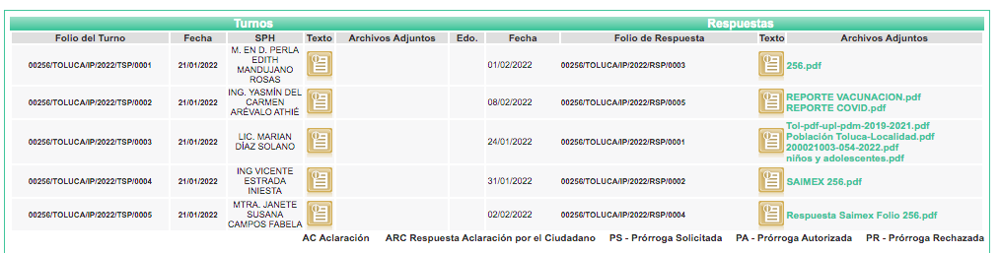 Turnos Respuestas
Folio del Turno Fecha SPH Texto Archivos Adjuntos Edo. Fecha Folio de Respuesta Texto Archivos Adjuntos
00256/TOLUCA/IP/2022/TSP/0001 21/01/2022 M. EN D. PERLA
EDITH
MANDUJANO
ROSAS
01/02/2022 00256/TOLUCA/IP/2022/RSP/0003 256.pdf
00256/TOLUCA/IP/2022/TSP/0002 21/01/2022 ING. YASMÍN DEL
CARMEN
ARÉVALO ATHIÉ
08/02/2022 00256/TOLUCA/IP/2022/RSP/0005 REPORTE VACUNACION.pdf
REPORTE COVID.pdf
00256/TOLUCA/IP/2022/TSP/0003 21/01/2022 LIC. MARIAN
DÍAZ SOLANO
24/01/2022 00256/TOLUCA/IP/2022/RSP/0001 Tol-pdf-upl-pdm-2019-2021.pdf
Población Toluca-Localidad.pdf
200021003-054-2022.pdf
niños y adolescentes.pdf
00256/TOLUCA/IP/2022/TSP/0004 21/01/2022 ING VICENTE
ESTRADA
INIESTA
31/01/2022 00256/TOLUCA/IP/2022/RSP/0002 SAIMEX 256.pdf
00256/TOLUCA/IP/2022/TSP/0005 21/01/2022 MTRA. JANETE
SUSANA
CAMPOS FABELA
02/02/2022 00256/TOLUCA/IP/2022/RSP/0004 Respuesta Saimex Folio 256.pdf
AC Aclaración ARC Respuesta Aclaración por el Ciudadano PS - Prórroga Solicitada PA - Prórroga Autorizada PR - Prórroga Rechazada